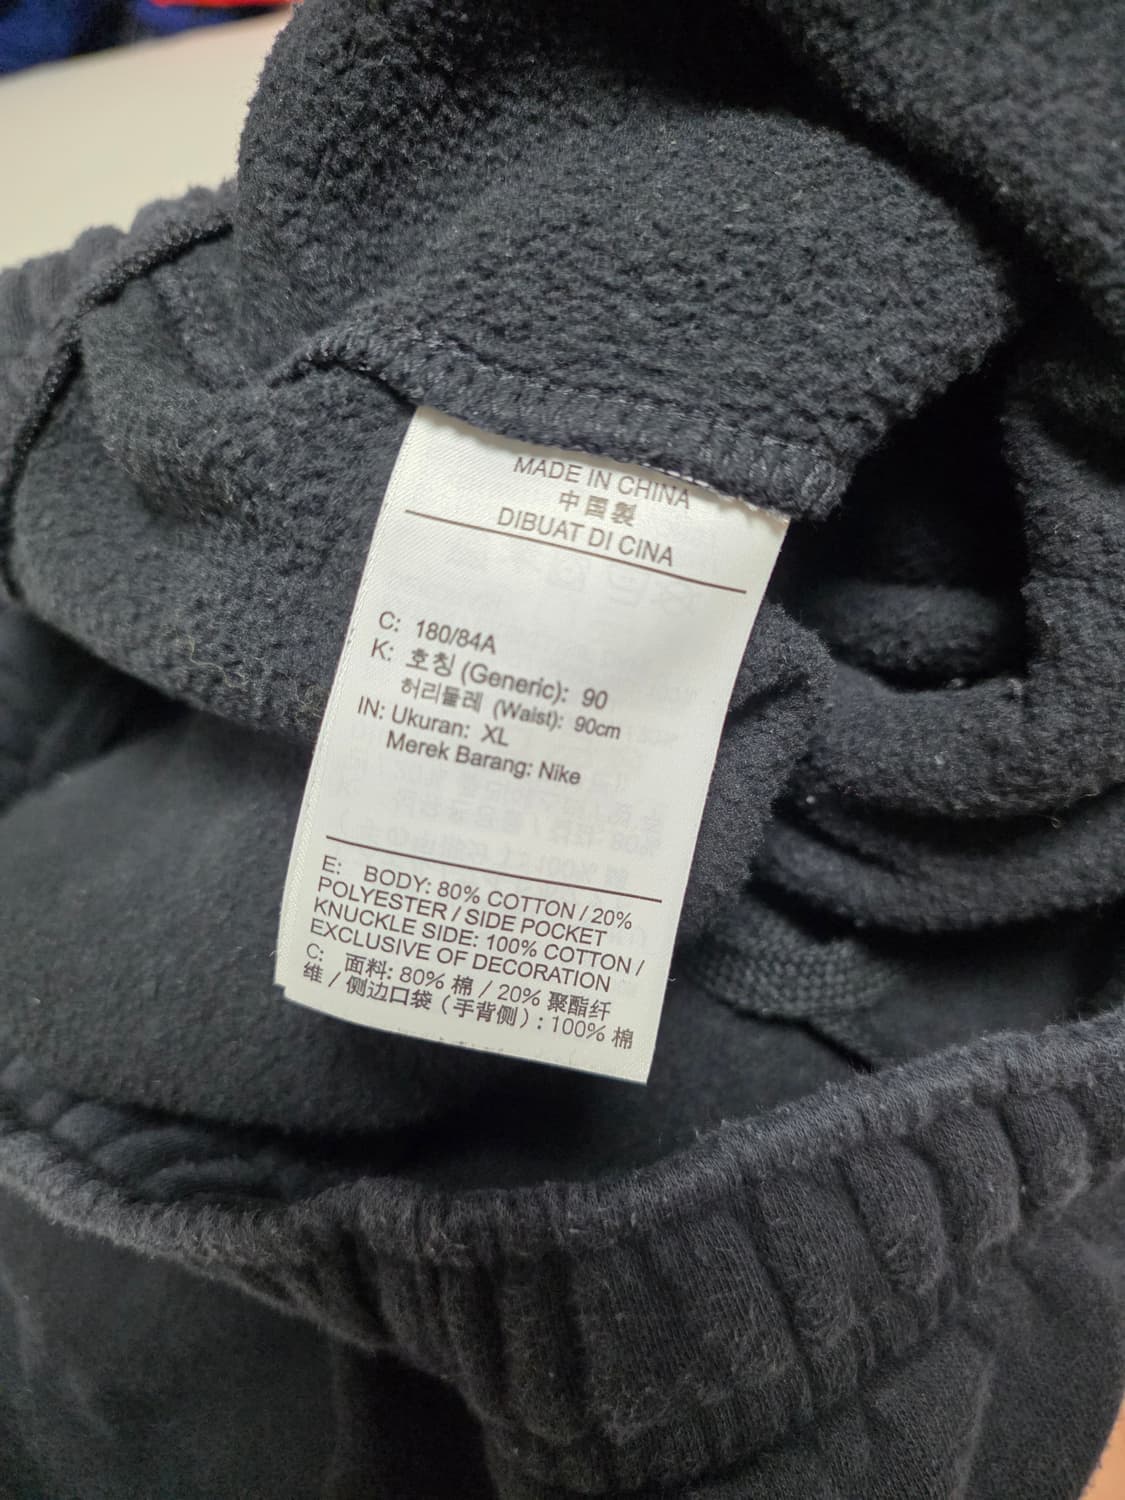 MADE IN CHINA
中国製
DIBUAT DI CINA
C: 180/84A
K: 호칭 (Generic): 90
허리둘레 (Waist): 90cm
IN: Ukuran: XL
Merek Barang: Nike
E: BODY: 80% COTTON / 20%
POLYESTER / SIDE POCKET
KNUCKLE SIDE: 100% COTTON /
EXCLUSIVE OF DECORATION
C: 面料: 80% 棉 / 20% 聚酯纤
维 / 侧边口袋 (手背侧) : 100% 棉